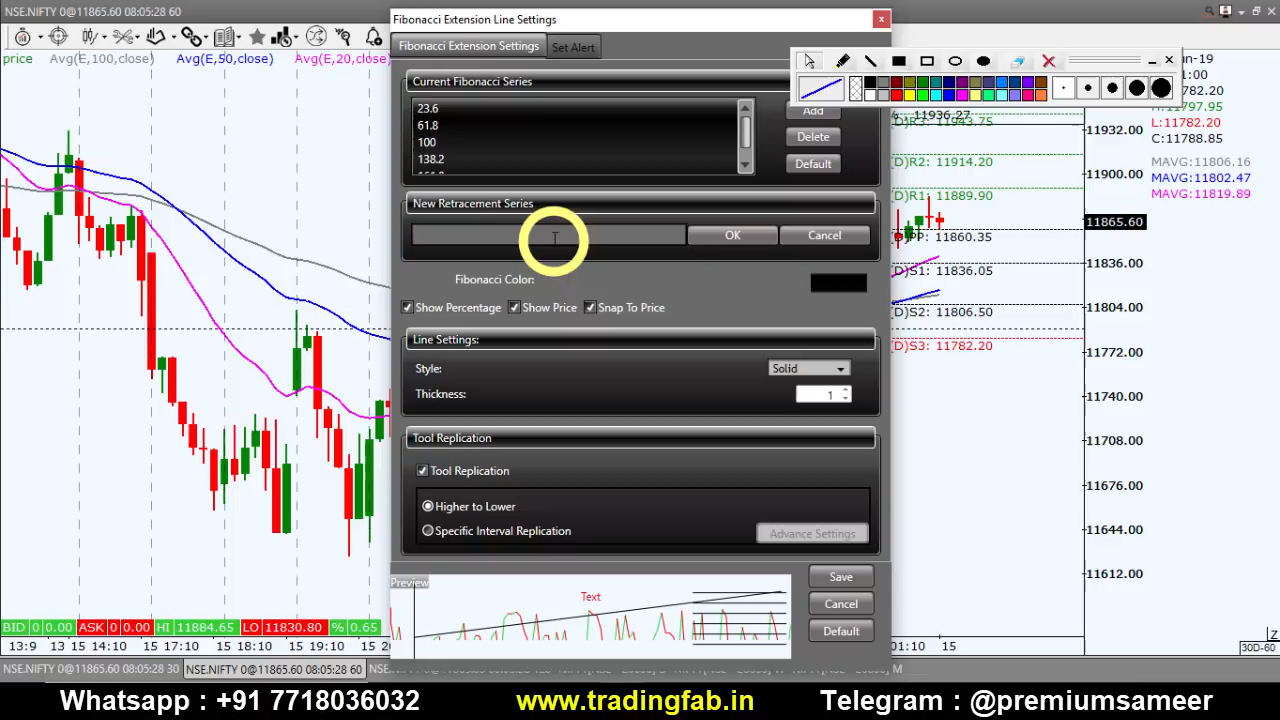 NSE.NIFTY 0@11865.60 08:05:28 60
Fibonacci Extension Line Settings
Fibonacci Extension Settings
Set Alert
price
Avg(E,100,close)
Avg(E,50,close)
Avg(E,20,close)
Current Fibonacci Series
23.6
61.8
100
138.2
Add
Delete
Default
New Retracement Series
OK
Cancel
Fibonacci Color:
Show Percentage
Show Price
Snap To Price
Line Settings:
Style:
Solid
Thickness:
1
Tool Replication
Tool Replication
Higher to Lower
Specific Interval Replication
Advance Settings
Preview
Text
Save
Cancel
Default
11936.27
(D)R3: 11943.75
(D)R2: 11914.20
(D)R1: 11889.90
11860.35
(D)S1: 11836.05
(D)S2: 11806.50
(D)S3: 11782.20
11932.00
11900.00
11865.60
11836.00
11804.00
11772.00
11740.00
11708.00
11676.00
11644.00
11612.00
H:11797.95
L:11782.20
C:11788.85
MAVG:11806.16
MAVG:11802.47
MAVG:11819.89
BID 0 0.00 ASK 0 0.00 HI 11884.65 LO 11830.80 % 0.65
13:9 13 15 15 17:10 15 18:10 15 19:10 15 20
01:10 15
30D-60
NSE.NIFTY 0@11865.60 08:05:28 30
NSE.NIFTY 0@11865.60 08:05:28 60
Whatsapp : +91 7718036032
www.tradingfab.in
Telegram : @premiumsameer